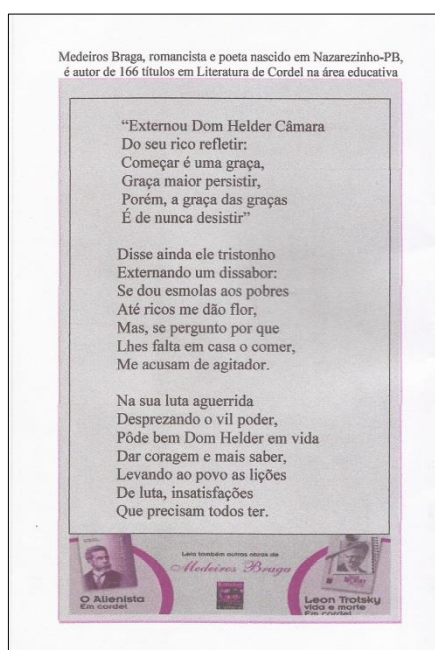 Medeiros Braga, romancista e poeta nascido em Nazarezinho-PB,
é autor de 166 títulos em Literatura de Cordel na área educativa
“Externou Dom Helder Câmara
Do seu rico refletir:
Começar é uma graça,
Graça maior persistir,
Porém, a graça das graças
É de nunca desistir”
Disse ainda ele tristonho
Externando um dissabor:
Se dou esmolas aos pobres
Até ricos me dão flor,
Mas, se pergunto por que
Lhes falta em casa o comer,
Me acusam de agitador.
Na sua luta aguerrida
Desprezando o vil poder,
Pôde bem Dom Helder em vida
Dar coragem e mais saber,
Levando ao povo as lições
De luta, insatisfações
Que precisam todos ter.
Leia também outras obras de
Medeiros Braga
O Alienista
Em cordel
Leon Trotsky
vida e morte
Em cordel